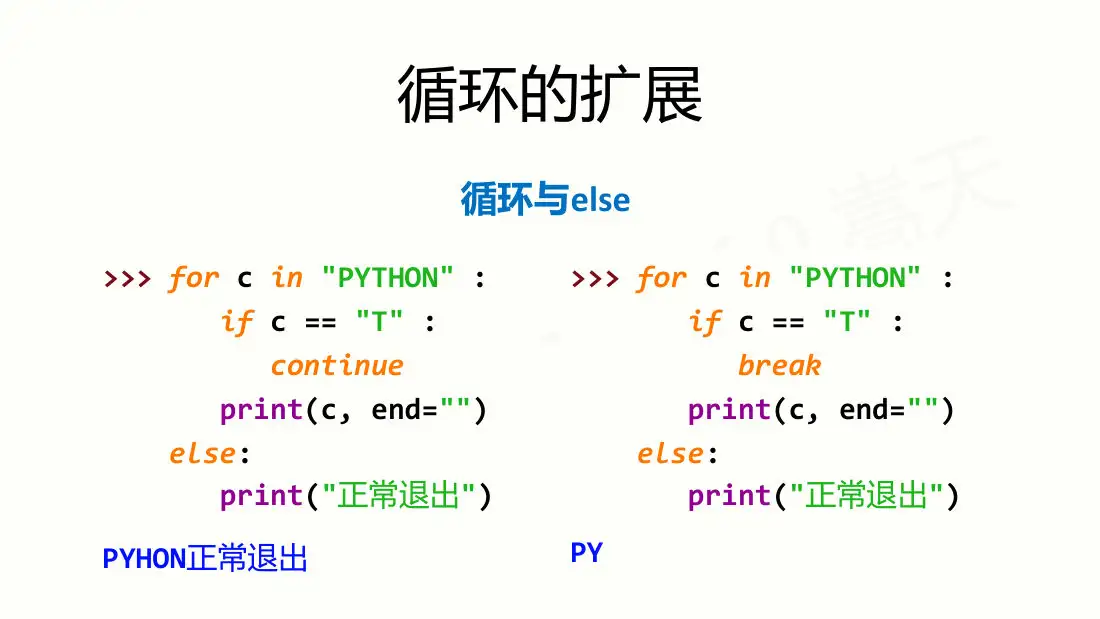 循环的扩展
循环与else
>>> for c in "PYTHON" :
if c == "T" :
continue
print(c, end="")
else:
print("正常退出")
PYHON正常退出
>>> for c in "PYTHON" :
if c == "T" :
break
print(c, end="")
else:
print("正常退出")
PY
嵩天